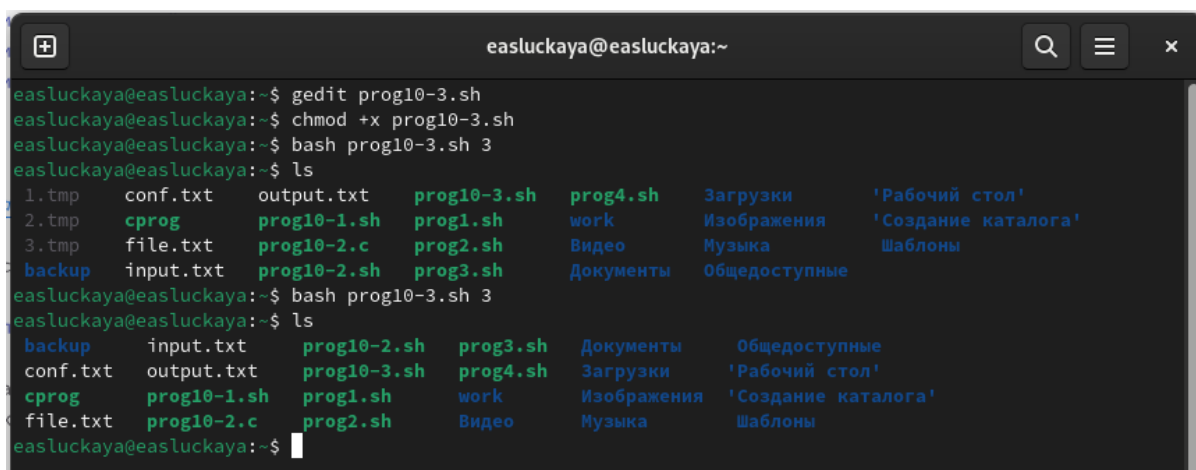 easluckaya@easluckaya:~
easluckaya@easluckaya:~$ gedit prog10-3.sh
easluckaya@easluckaya:~$ chmod +x prog10-3.sh
easluckaya@easluckaya:~$ bash prog10-3.sh 3
easluckaya@easluckaya:~$ ls
1.tmp conf.txt output.txt prog10-3.sh prog4.sh Загрузки 'Рабочий стол'
2.tmp cprog prog10-1.sh prog1.sh work Изображения 'Создание каталога'
3.tmp file.txt prog10-2.c prog2.sh Видео Музыка Шаблоны
backup input.txt prog10-2.sh prog3.sh Документы Общедоступные
easluckaya@easluckaya:~$ bash prog10-3.sh 3
easluckaya@easluckaya:~$ ls
backup input.txt prog10-2.sh prog3.sh Документы Общедоступные
conf.txt output.txt prog10-3.sh prog4.sh Загрузки 'Рабочий стол'
cprog prog10-1.sh prog1.sh work Изображения 'Создание каталога'
file.txt prog10-2.c prog2.sh Видео Музыка Шаблоны
easluckaya@easluckaya:~$